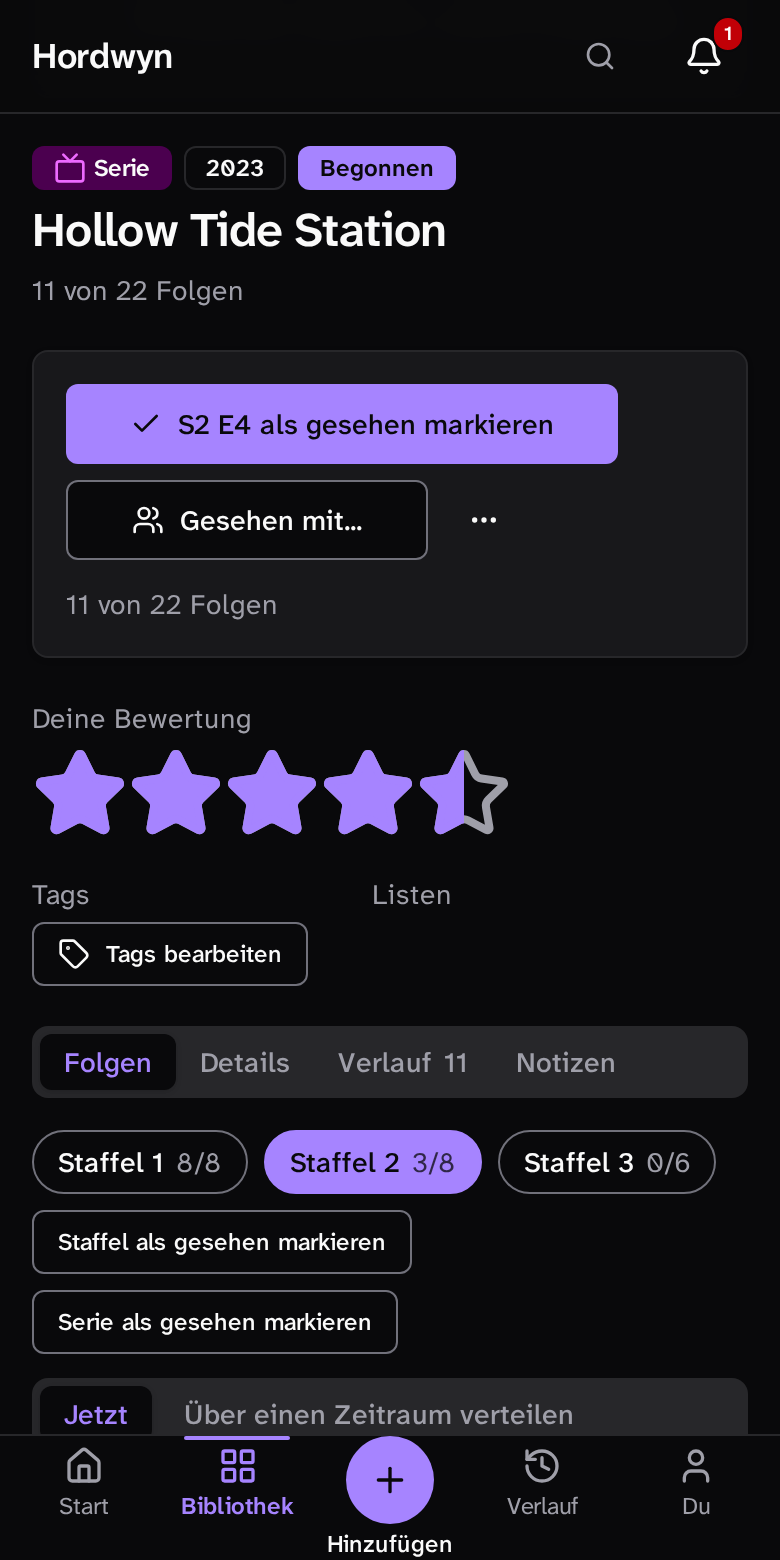 Hordwyn
1
Serie 2023 Begonnen
Hollow Tide Station
11 von 22 Folgen
S2 E4 als gesehen markieren
Gesehen mit...
11 von 22 Folgen
Deine Bewertung
Tags Listen
Tags bearbeiten
Folgen Details Verlauf 11 Notizen
Staffel 1 8/8 Staffel 2 3/8 Staffel 3 0/6
Staffel als gesehen markieren
Serie als gesehen markieren
Jetzt Über einen Zeitraum verteilen
Start Bibliothek Verlauf Du
Hinzufügen